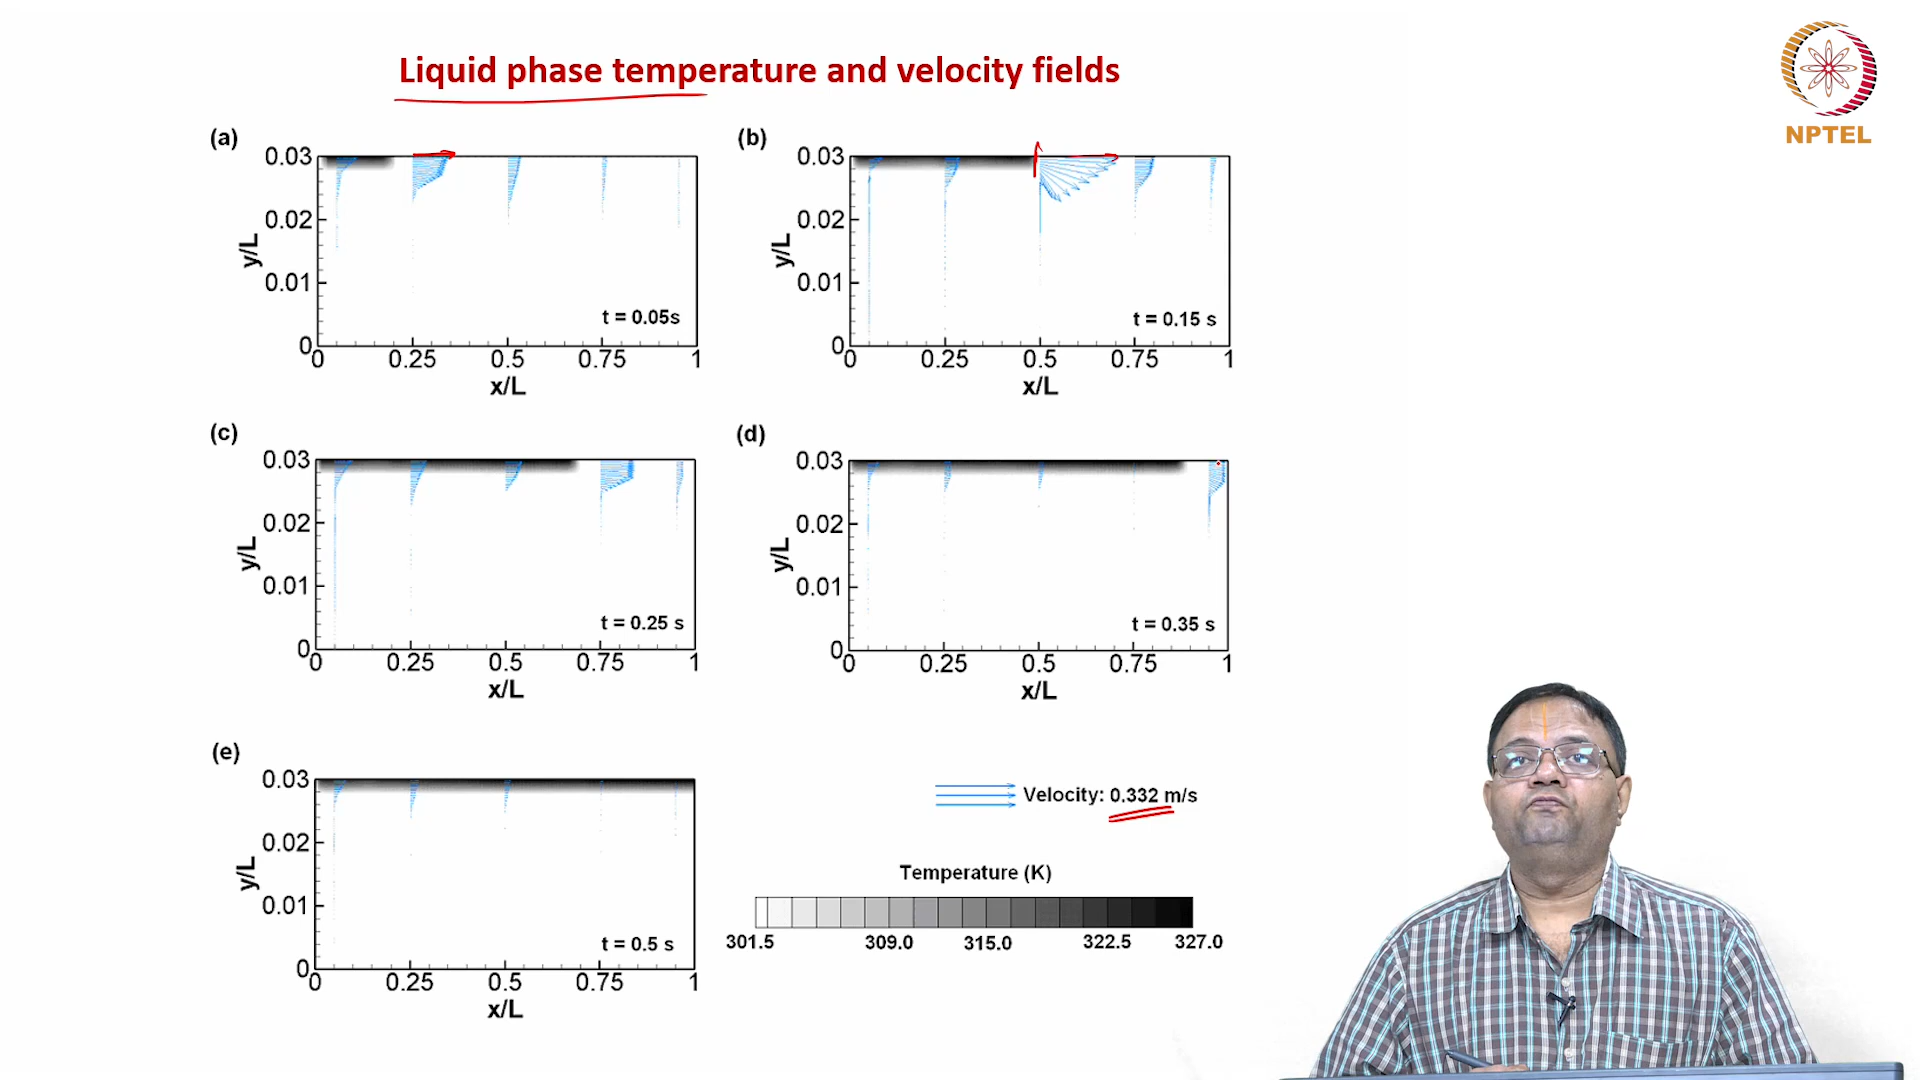 Liquid phase temperature and velocity fields
NPTEL
(a)
0.03
0.02
0.01
0
y/L
t = 0.05s
0 0.25 0.5 0.75 1
x/L
(b)
0.03
0.02
0.01
0
y/L
t = 0.15 s
0 0.25 0.5 0.75 1
x/L
(c)
0.03
0.02
0.01
0
y/L
t = 0.25 s
0 0.25 0.5 0.75 1
x/L
(d)
0.03
0.02
0.01
0
y/L
t = 0.35 s
0 0.25 0.5 0.75 1
x/L
(e)
0.03
0.02
0.01
0
y/L
t = 0.5 s
0 0.25 0.5 0.75 1
x/L
Velocity: 0.332 m/s
Temperature (K)
301.5 309.0 315.0 322.5 327.0